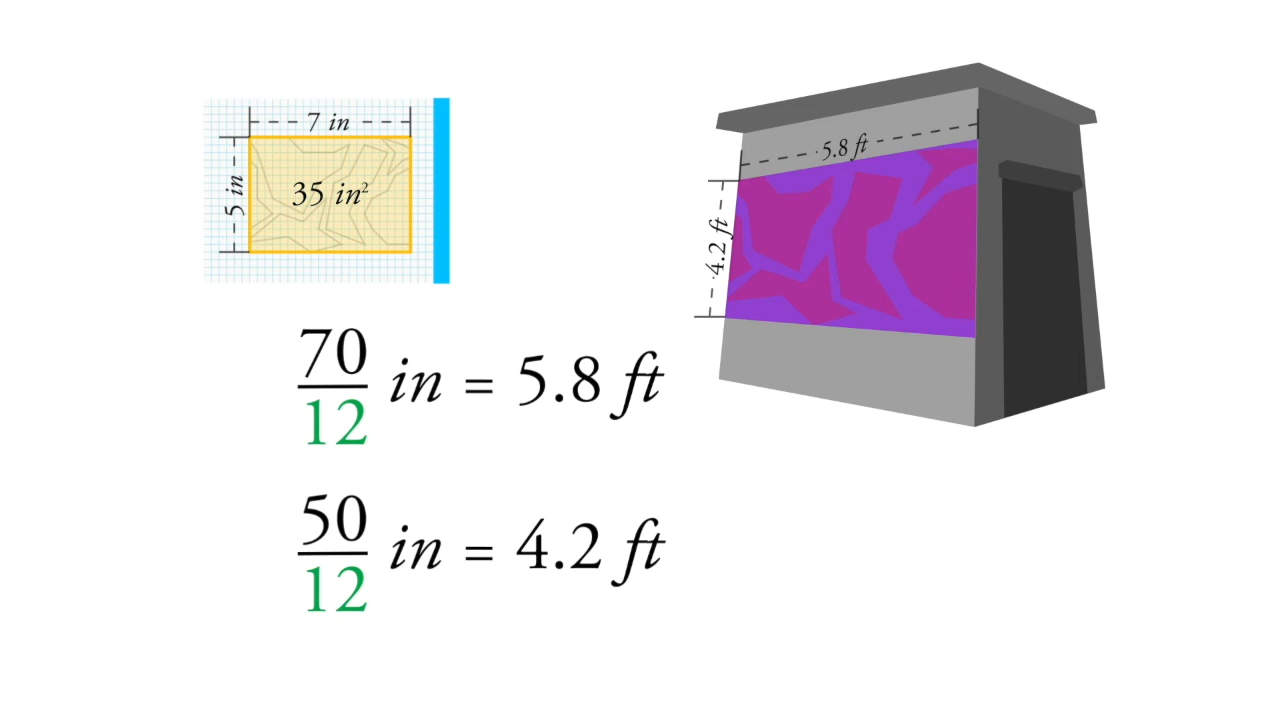 7 in
5 in
35 in²
5.8 ft
4.2 ft
70/12 in = 5.8 ft
50/12 in = 4.2 ft